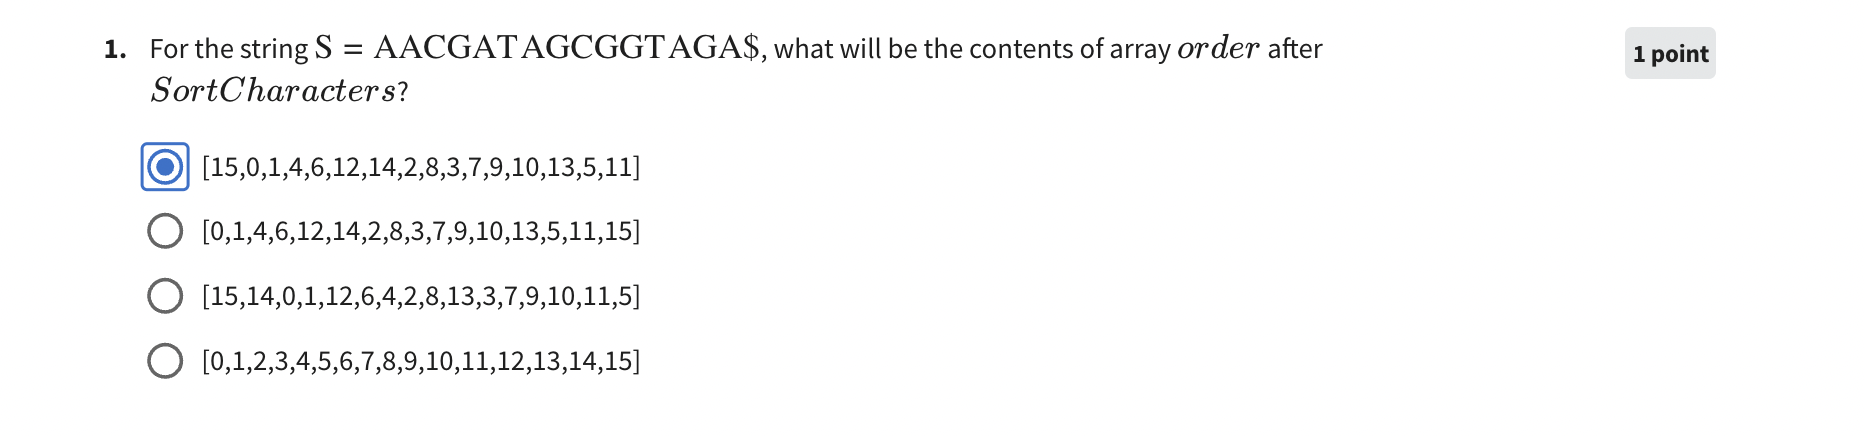 1. For the string S = AACGATAGCGGTAGA$, what will be the contents of array order after
SortCharacters?
1 point
[15,0,1,4,6,12,14,2,8,3,7,9,10,13,5,11]
[0,1,4,6,12,14,2,8,3,7,9,10,13,5,11,15]
[15,14,0,1,12,6,4,2,8,13,3,7,9,10,11,5]
[0,1,2,3,4,5,6,7,8,9,10,11,12,13,14,15]